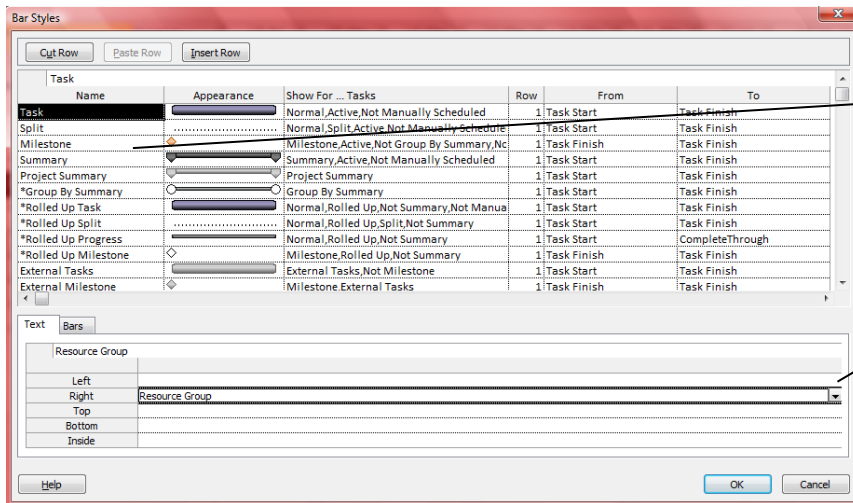 Bar Styles
Cut Row Paste Row Insert Row
Task
Name Appearance Show For ... Tasks Row From To
Task Normal,Active,Not Manually Scheduled 1 Task Start Task Finish
Split Normal,Split,Active,Not Manually Schedule 1 Task Start Task Finish
Milestone Milestone,Active,Not Group By Summary,Nc 1 Task Finish Task Finish
Summary Summary,Active,Not Manually Scheduled 1 Task Start Task Finish
Project Summary Project Summary 1 Task Start Task Finish
*Group By Summary Group By Summary 1 Task Start Task Finish
*Rolled Up Task Normal,Rolled Up,Not Summary,Not Manua 1 Task Start Task Finish
*Rolled Up Split Normal,Rolled Up,Split,Not Summary 1 Task Start Task Finish
*Rolled Up Progress Normal,Rolled Up,Not Summary 1 Task Start CompleteThrough
*Rolled Up Milestone Milestone,Rolled Up,Not Summary 1 Task Finish Task Finish
External Tasks External Tasks,Not Milestone 1 Task Start Task Finish
External Milestone Milestone,External Tasks 1 Task Finish Task Finish
Text Bars
Resource Group
Left
Right Resource Group
Top
Bottom
Inside
Help OK Cancel